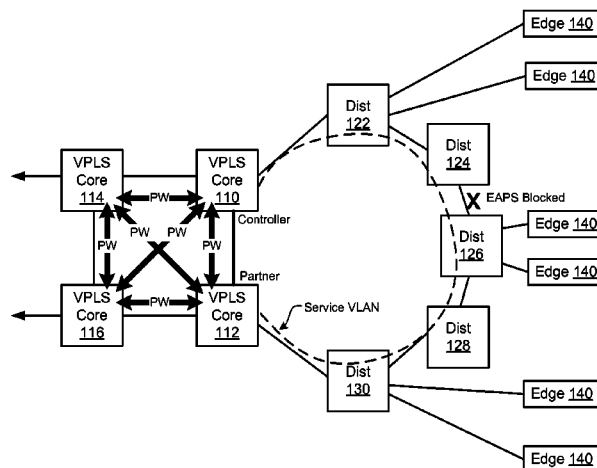 Edge 140
Edge 140
Dist
122
Dist
124
EAPS Blocked
VPLS
Core
114
VPLS
Core
110
PW
Controller
PW
PW
PW
PW
Edge 140
Dist
126
Edge 140
Partner
PW
VPLS
Core
116
VPLS
Core
112
Service VLAN
Dist
128
Dist
130
Edge 140
Edge 140